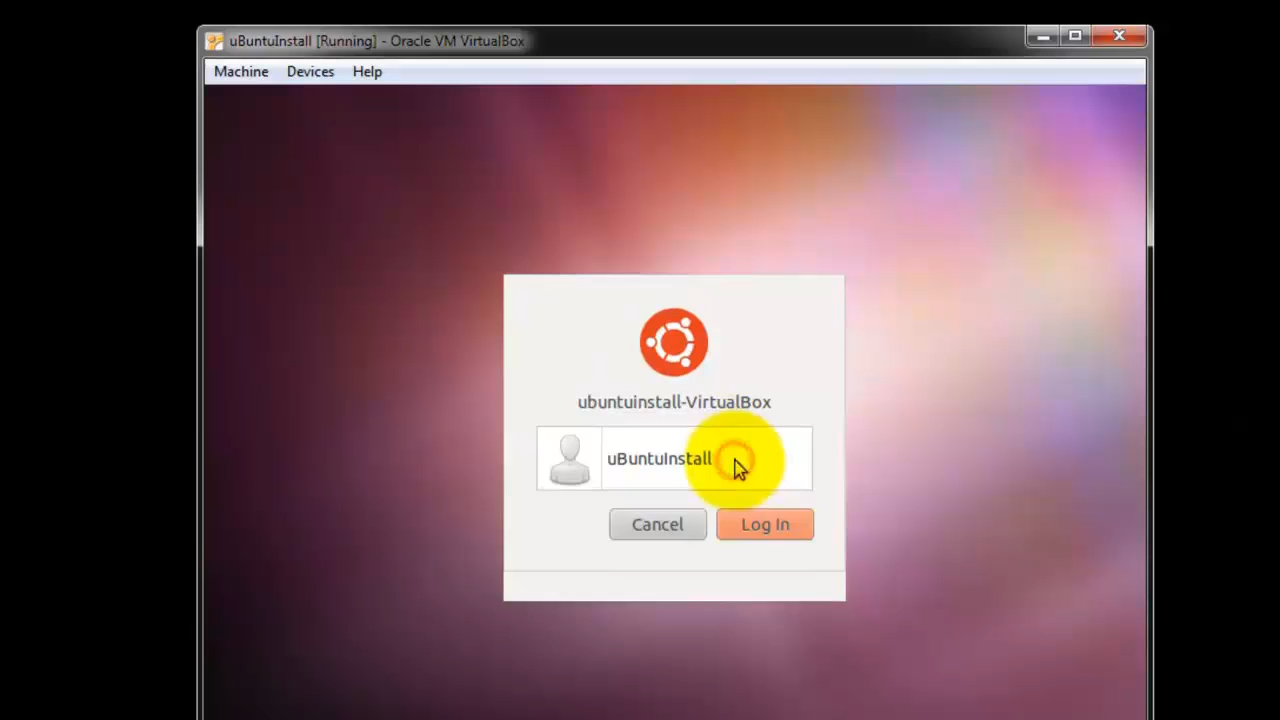 uBuntuInstall [Running] - Oracle VM VirtualBox
Machine Devices Help
ubuntuinstall-VirtualBox
uBuntuInstall
Cancel Log In